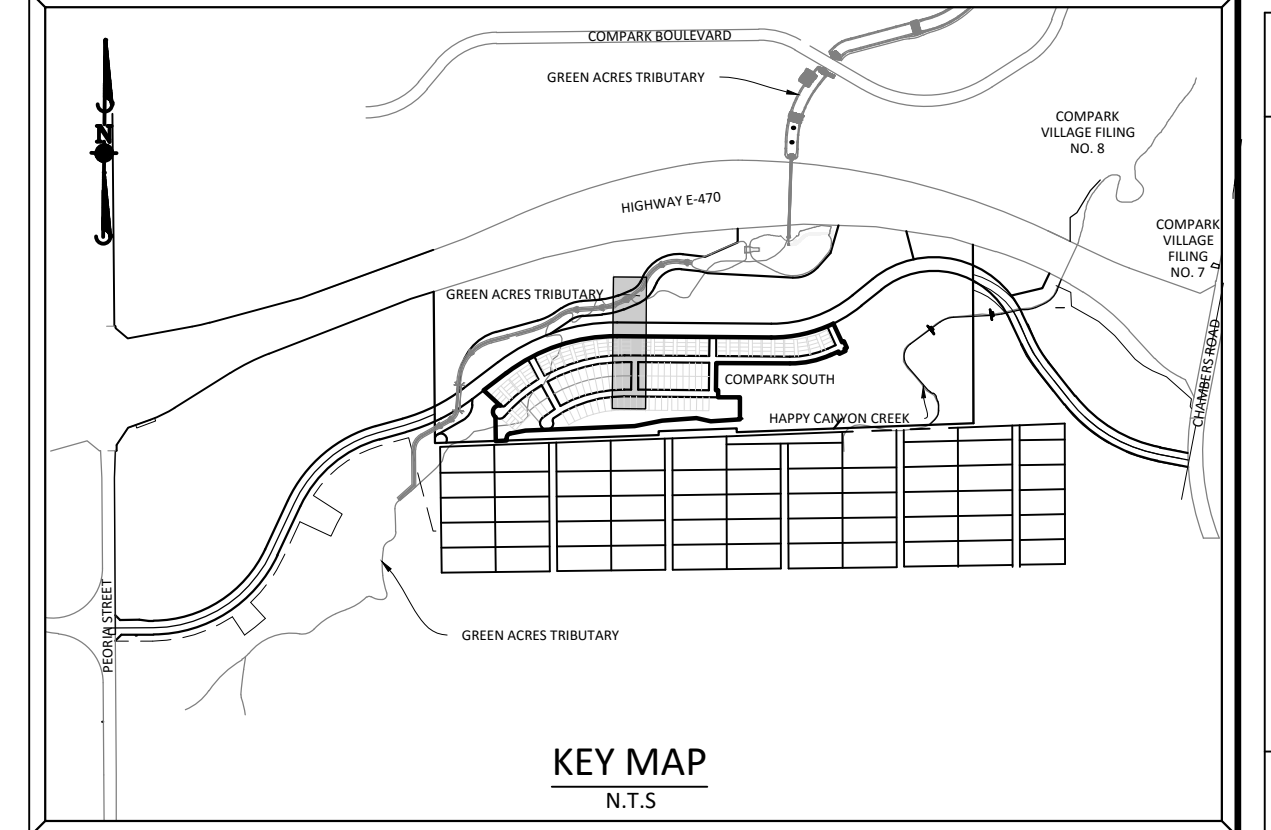 COMPARK BOULEVARD
GREEN ACRES TRIBUTARY
COMPARK
VILLAGE FILING
NO. 8
N
HIGHWAY E-470
COMPARK
VILLAGE
FILING
NO. 7
GREEN ACRES TRIBUTARY
COMPARK SOUTH
HAPPY CANYON CREEK
CHAMBERS ROAD
PEORIA STREET
GREEN ACRES TRIBUTARY
KEY MAP
N.T.S